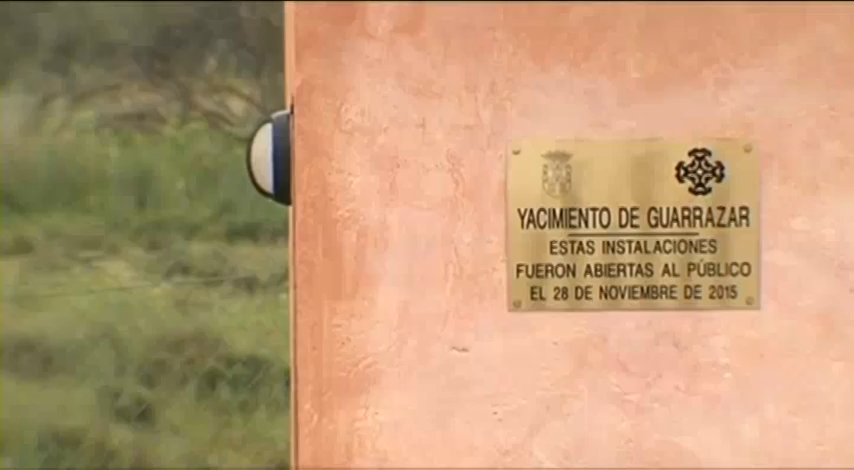 YACIMIENTO DE GUARRAZAR
ESTAS INSTALACIONES
FUERON ABIERTAS AL PÚBLICO
EL 28 DE NOVIEMBRE DE 2015